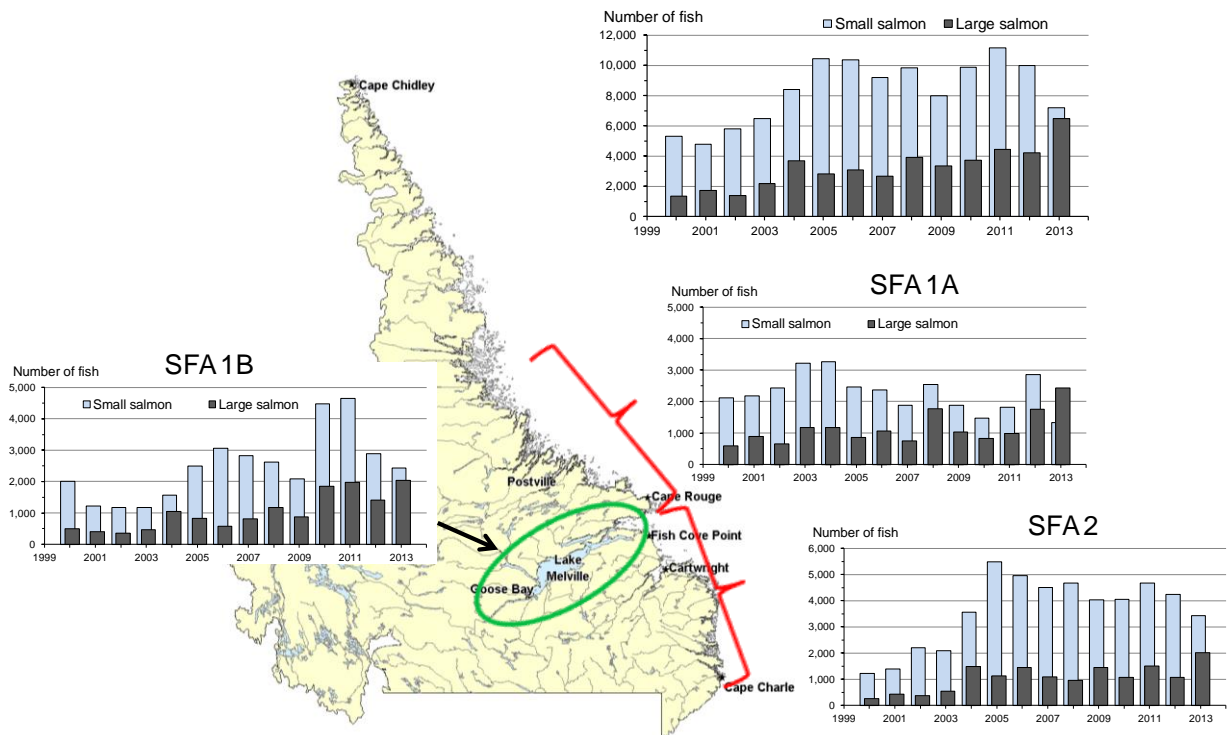 Number of fish
Small salmon Large salmon
12,000
10,000
8,000
6,000
4,000
2,000
0
1999 2001 2003 2005 2007 2009 2011 2013
Cape Chidley
SFA 1A
Number of fish
5,000
Small salmon Large salmon
4,000
3,000
2,000
1,000
0
1999 2001 2003 2005 2007 2009 2011 2013
SFA 1B
Number of fish
5,000
Small salmon Large salmon
4,000
3,000
2,000
1,000
0
1999 2001 2003 2005 2007 2009 2011 2013
Postville
Cape Rouge
Fish Cove Point
Lake
Melville
Cartwright
Goose Bay
Cape Charle
SFA 2
Number of fish
6,000
Small salmon Large salmon
5,000
4,000
3,000
2,000
1,000
0
1999 2001 2003 2005 2007 2009 2011 2013